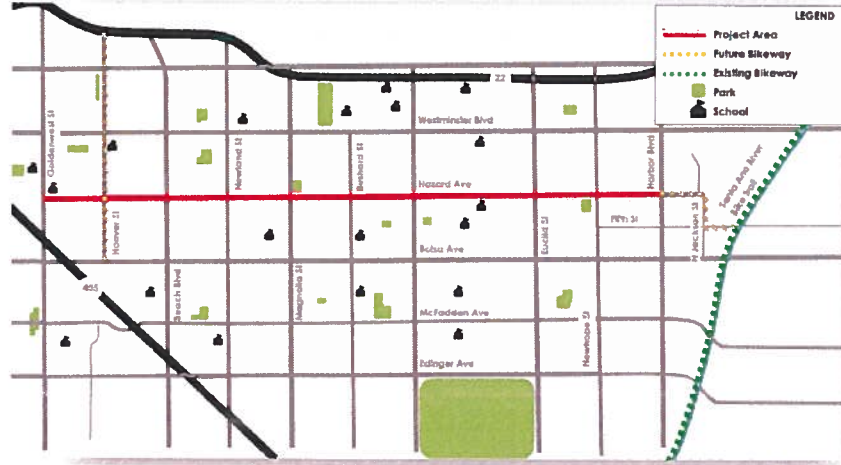 LEGEND
Project Area
Future Bikeway
Existing Bikeway
Park
School
22
Westminster Blvd
Goldenwest St
Newland St
Bushard St
Harbor Blvd
Hazard Ave
Santa Ana River
Bike Trail
Hoover St
Euclid St
N Jackson St
Bolsa Ave
405
Beach Blvd
Magnolia St
McFadden Ave
Newhope St
Edinger Ave